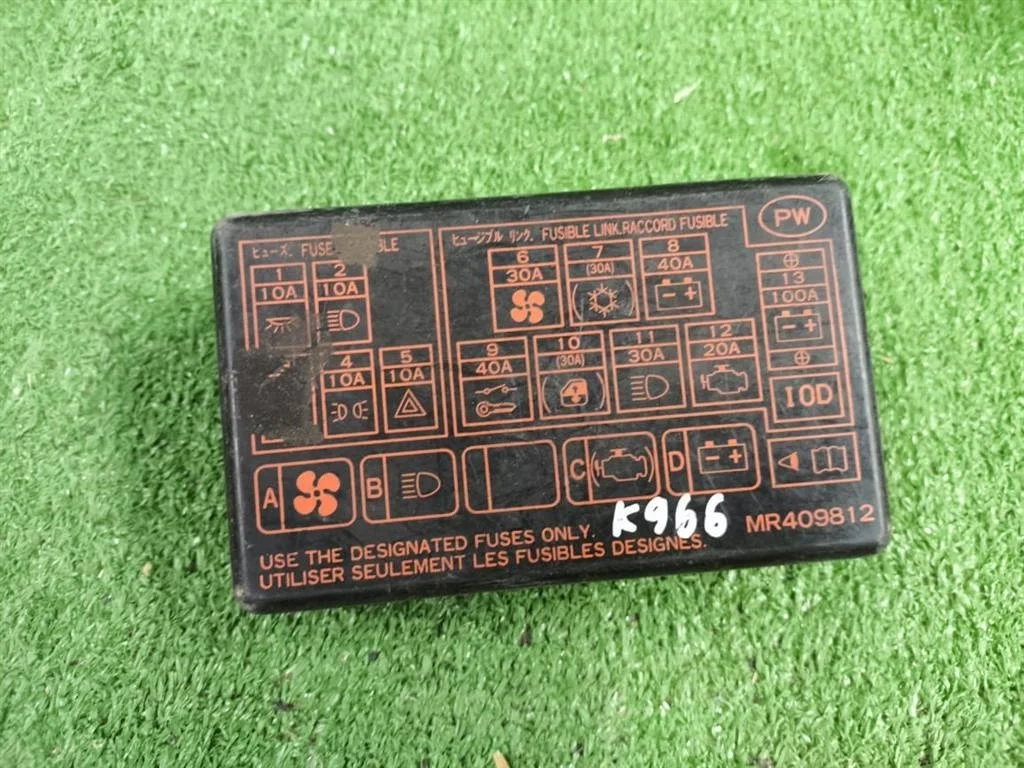 ヒューズ. FUSE
ヒュージブル リンク. FUSIBLE LINK.RACCORD FUSIBLE
PW
1
10A
2
10A
4
10A
5
10A
6
30A
7
(30A)
8
40A
9
40A
10
(30A)
11
30A
12
20A
13
100A
IOD
A
B
C
D
K966
MR409812
USE THE DESIGNATED FUSES ONLY.
UTILISER SEULEMENT LES FUSIBLES DESIGNES.